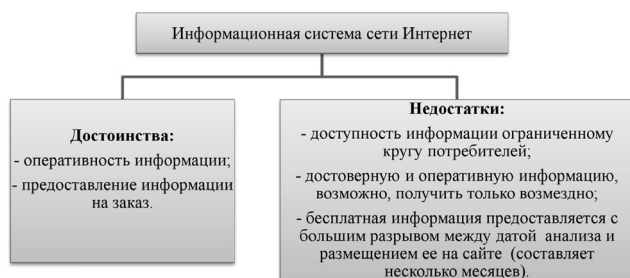 Информационная система сети Интернет
Достоинства:
- оперативность информации;
- предоставление информации
на заказ.
Недостатки:
- доступность информации ограниченному
кругу потребителей;
- достоверную и оперативную информацию,
возможно, получить только возмездно;
- бесплатная информация предоставляется с
большим разрывом между датой анализа и
размещением ее на сайте (составляет
несколько месяцев).